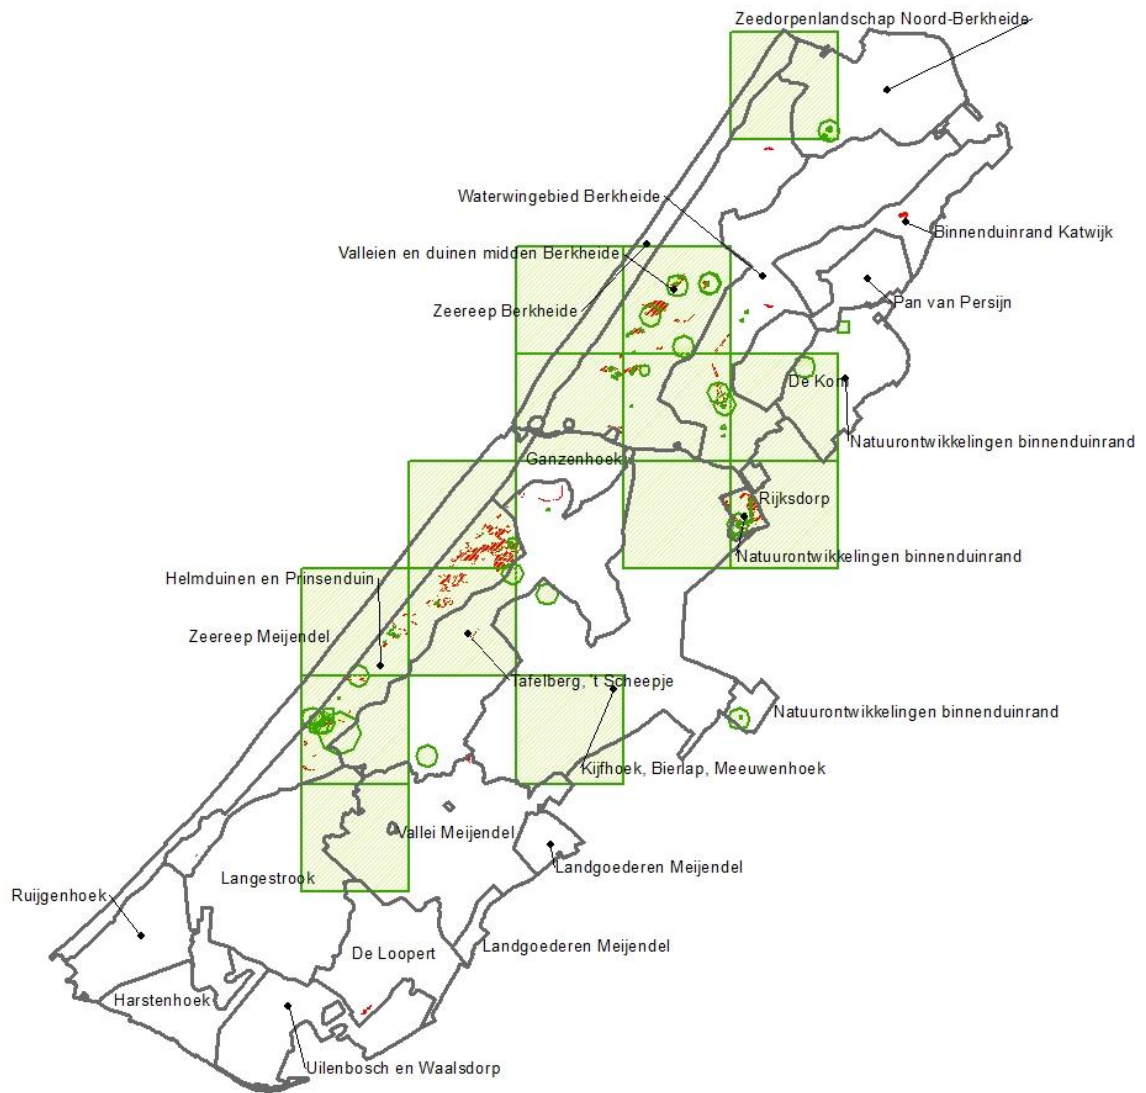 Zeedorpenlandschap Noord-Berkheide
Waterwingebied Berkheide
Binnenduinrand Katwijk
Valleien en duinen midden Berkheide
Pan van Persijn
Zeereep Berkheide
De Kom
Natuurontwikkelingen binnenduinrand
Ganzenhoek
Rijksdorp
Natuurontwikkelingen binnenduinrand
Helmduinen en Prinsenduin
Zeereep Meijendel
Tafelberg, 't Scheepje
Natuurontwikkelingen binnenduinrand
Kijfhoek, Bierlap, Meeuwenhoek
Vallei Meijendel
Landgoederen Meijendel
Langestrook
Ruijgenhoek
Landgoederen Meijendel
De Loopert
Harstenhoek
Uilenbosch en Waalsdorp